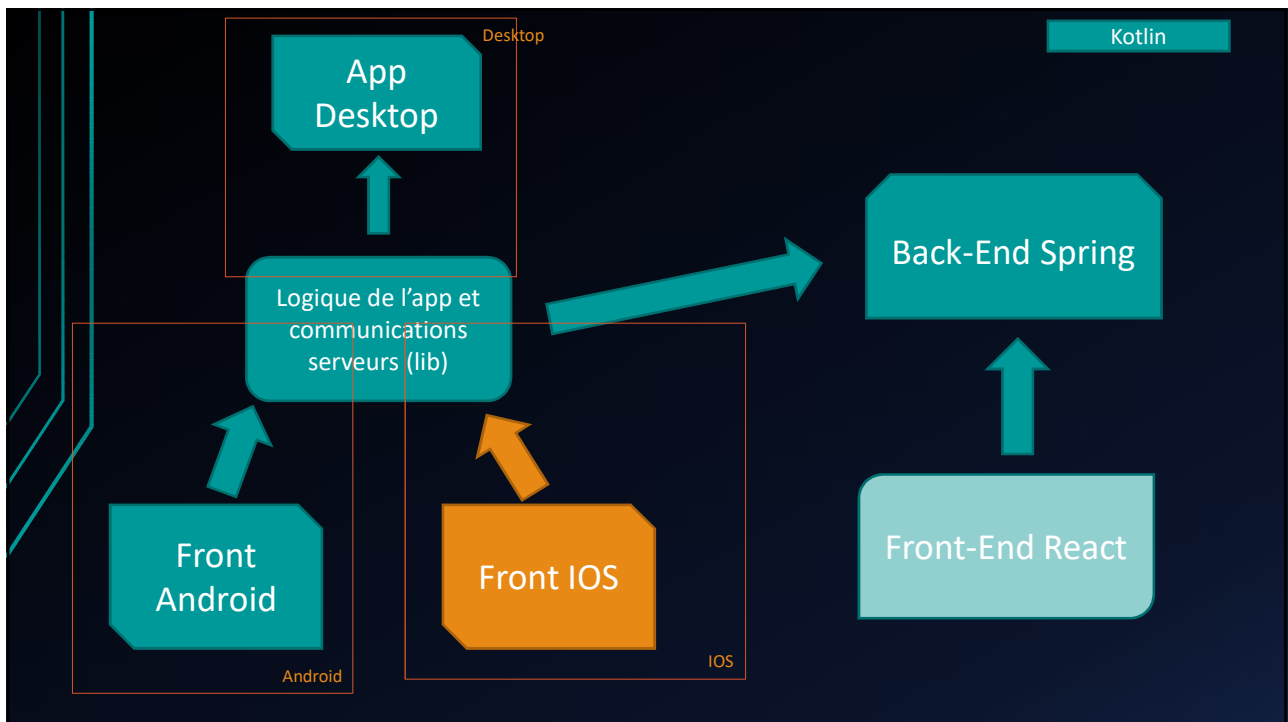 Desktop
Kotlin
App
Desktop
Back-End Spring
Logique de l’app et
communications
serveurs (lib)
Front
Android
Front IOS
Front-End React
Android
IOS